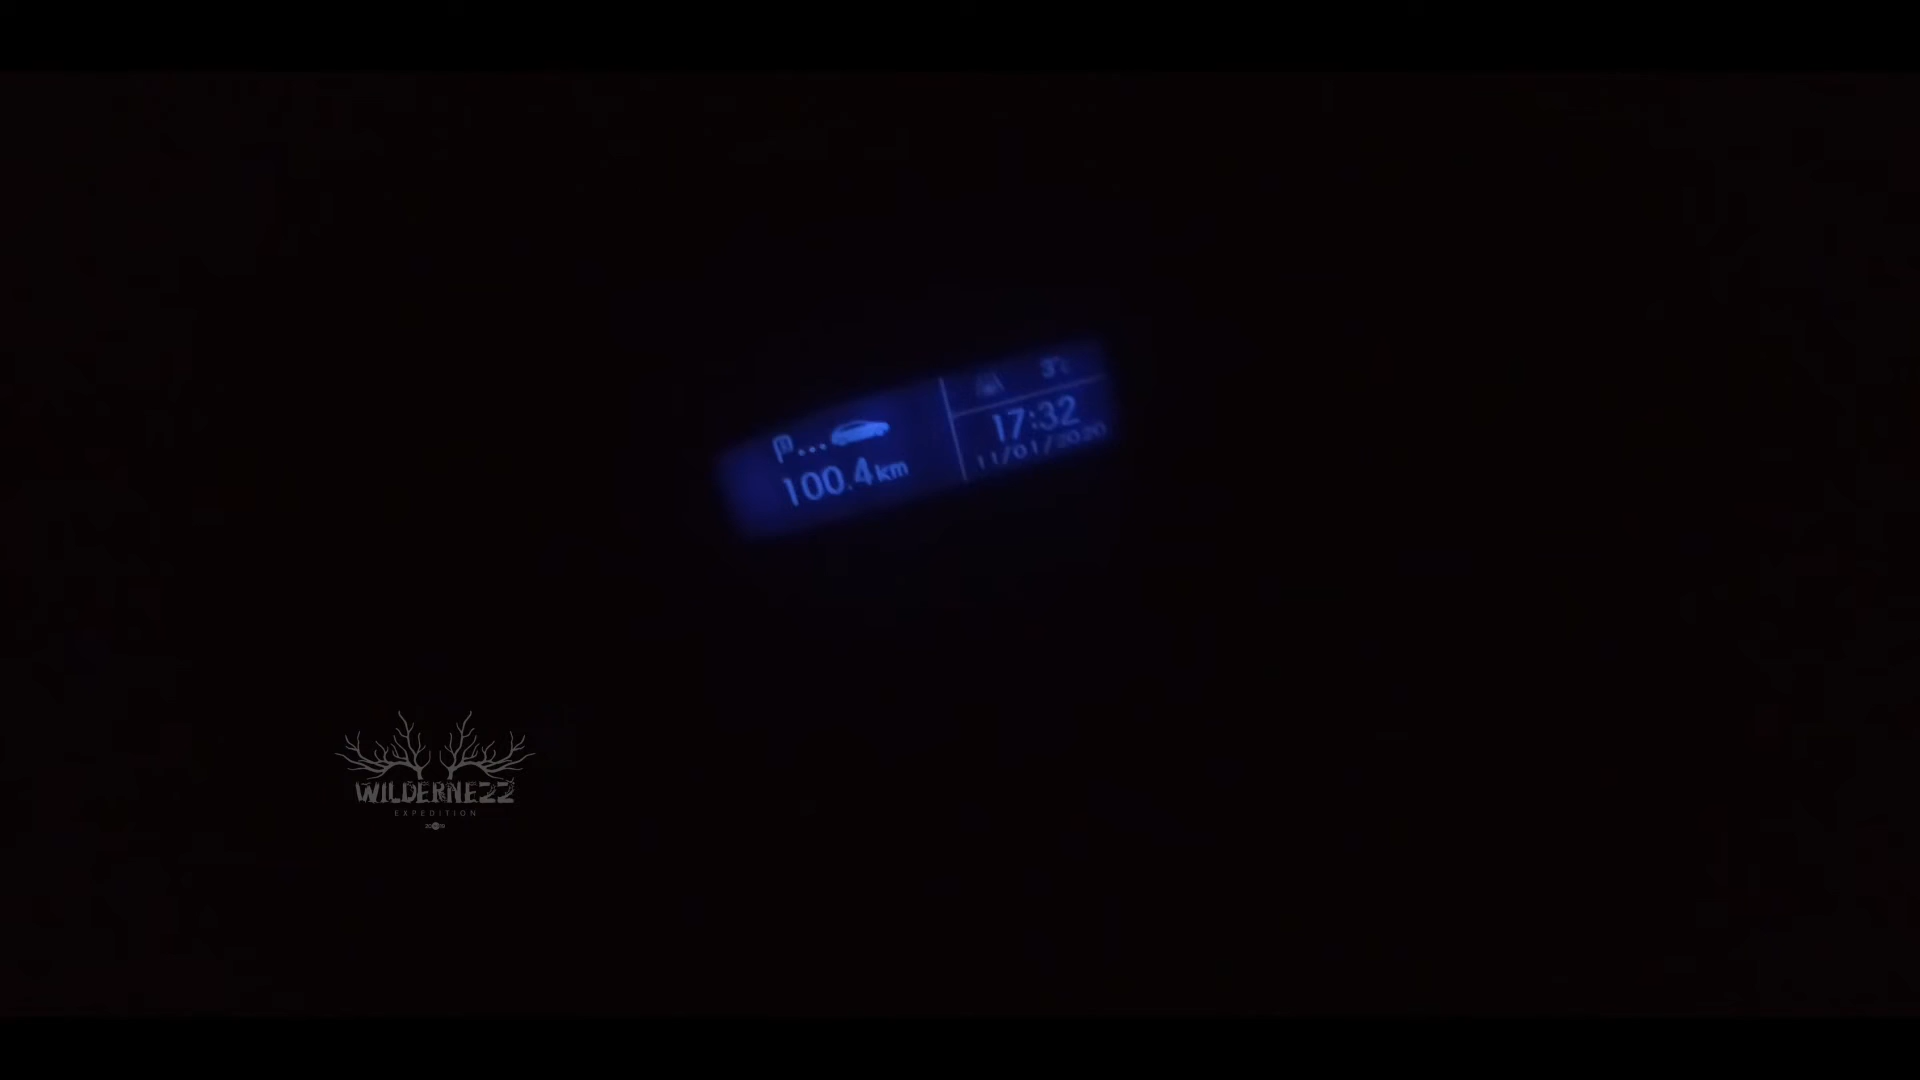 3°c
17:32
11/01/2020
100.4km
WILDERNE22
EXPEDITION